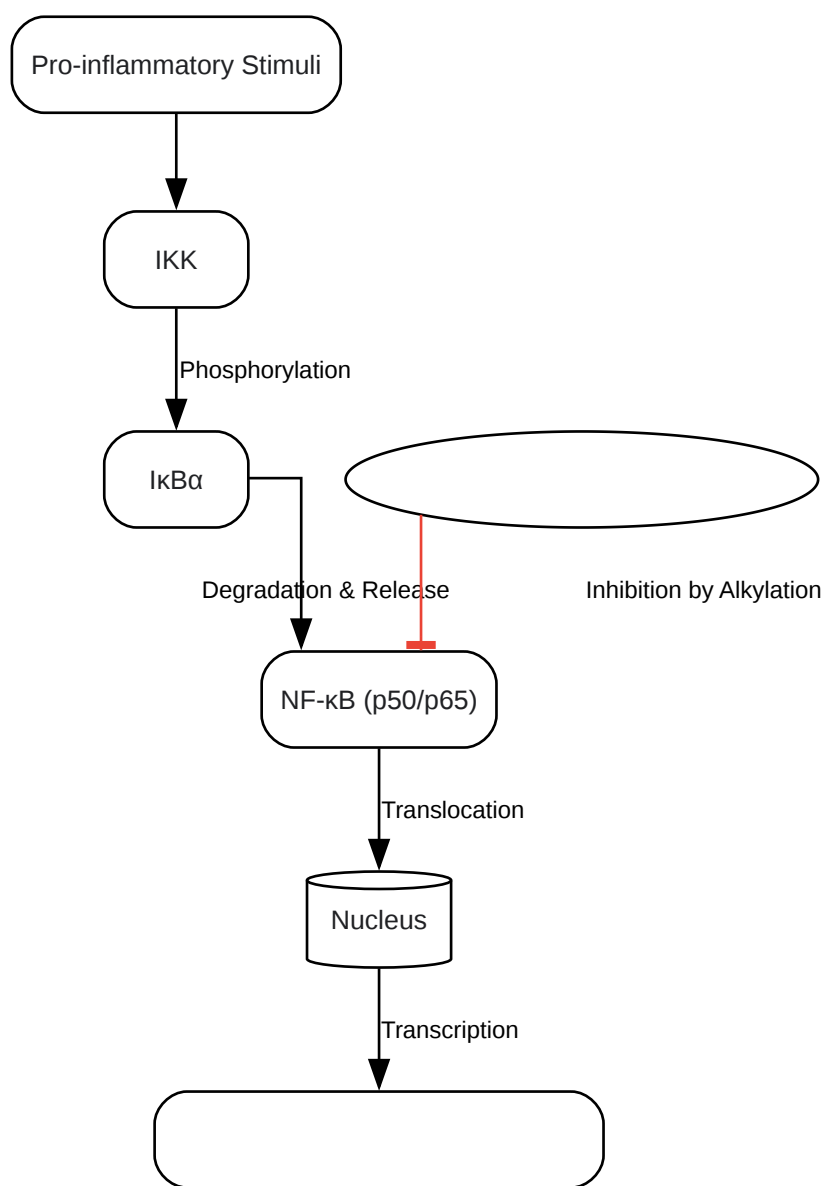 Pro-inflammatory Stimuli
IKK
Phosphorylation
IκBα
Degradation & Release
Inhibition by Alkylation
NF-κB (p50/p65)
Translocation
Nucleus
Transcription